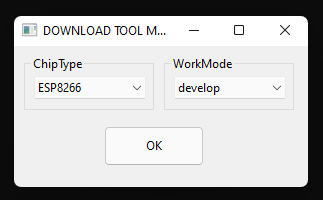 DOWNLOAD TOOL M...
ChipType
WorkMode
ESP8266
develop
OK